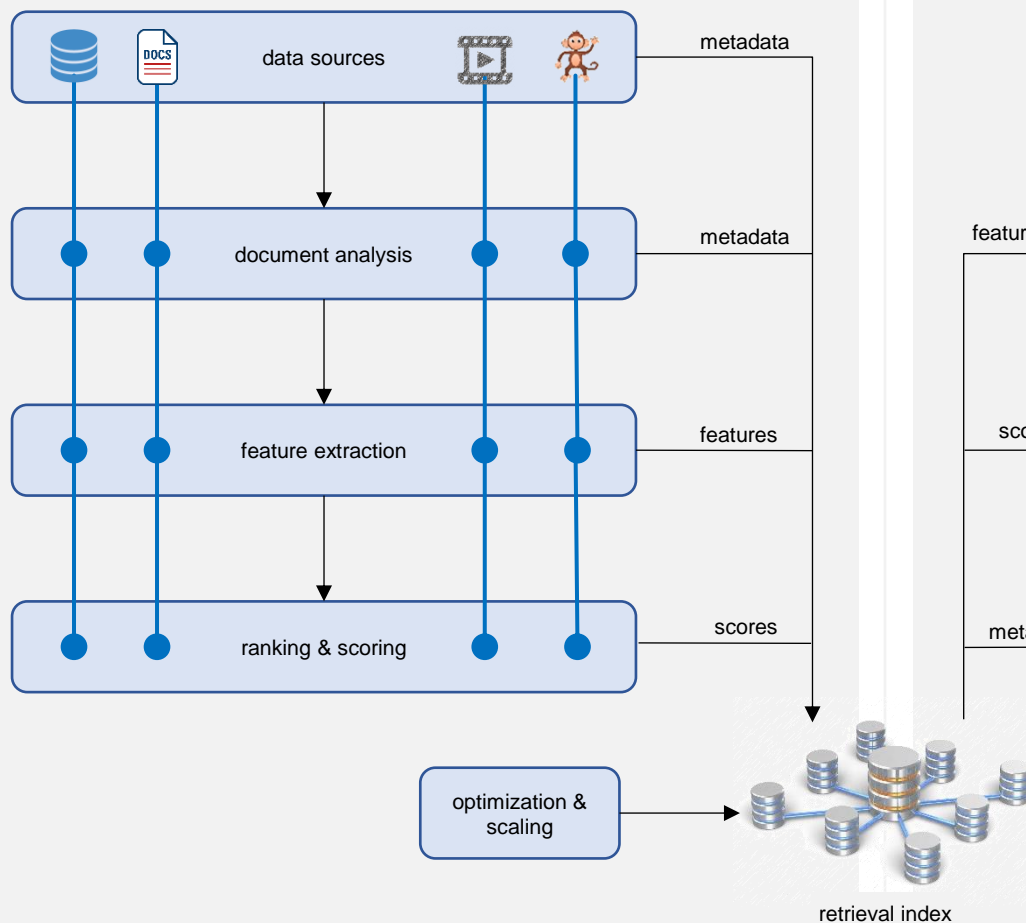 DOCS
data sources
metadata
document analysis
metadata
feature extraction
features
ranking & scoring
scores
optimization &
scaling
retrieval index